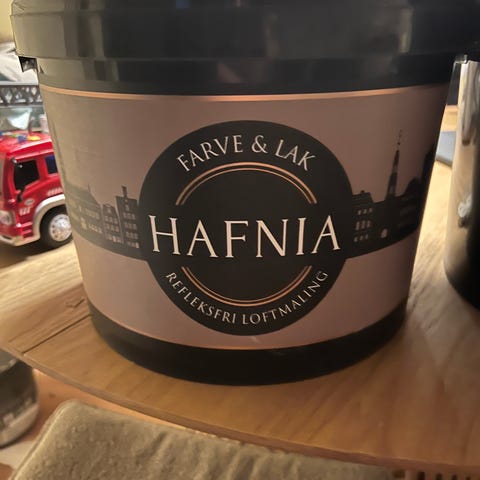 FARVE & LAK
HAFNIA
REFLEKSFRI LOFTMALING